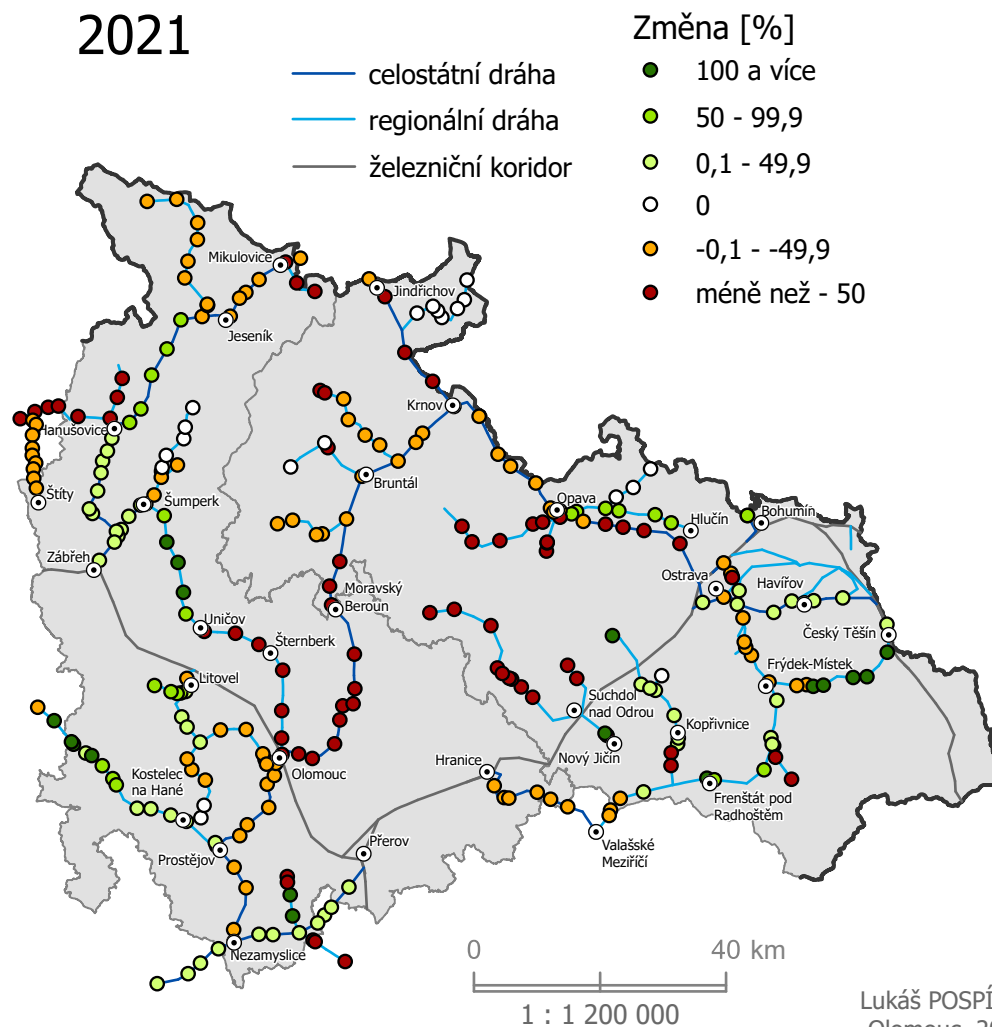 2021
Změna [%]
celostátní dráha
regionální dráha
železniční koridor
100 a více
50 - 99,9
0,1 - 49,9
0
-0,1 - -49,9
méně než - 50
Mikulovice
Jindřichov
Jeseník
Krnov
Hanušovice
Bruntál
Štíty
Šumperk
Opava
Hlučín
Bohumín
Zábřeh
Ostrava
Havířov
Moravský
Beroun
Uničov
Šternberk
Český Těšín
Litovel
Frýdek-Místek
Suchdol
nad Odrou
Kopřivnice
Olomouc
Nový Jičín
Hranice
Kostelec
na Hané
Frenštát pod
Radhoštěm
Valašské
Meziříčí
Prostějov
Přerov
Nezamyslice
0 40 km
1 : 1 200 000
Lukáš
Olomouc,